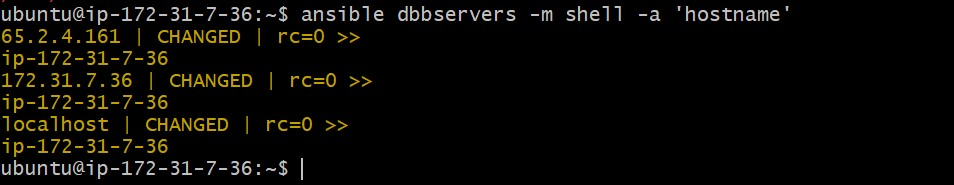 ubuntu@ip-172-31-7-36:~$ ansible dbbservers -m shell -a 'hostname'
65.2.4.161 | CHANGED | rc=0 >>
ip-172-31-7-36
172.31.7.36 | CHANGED | rc=0 >>
ip-172-31-7-36
localhost | CHANGED | rc=0 >>
ip-172-31-7-36
ubuntu@ip-172-31-7-36:~$